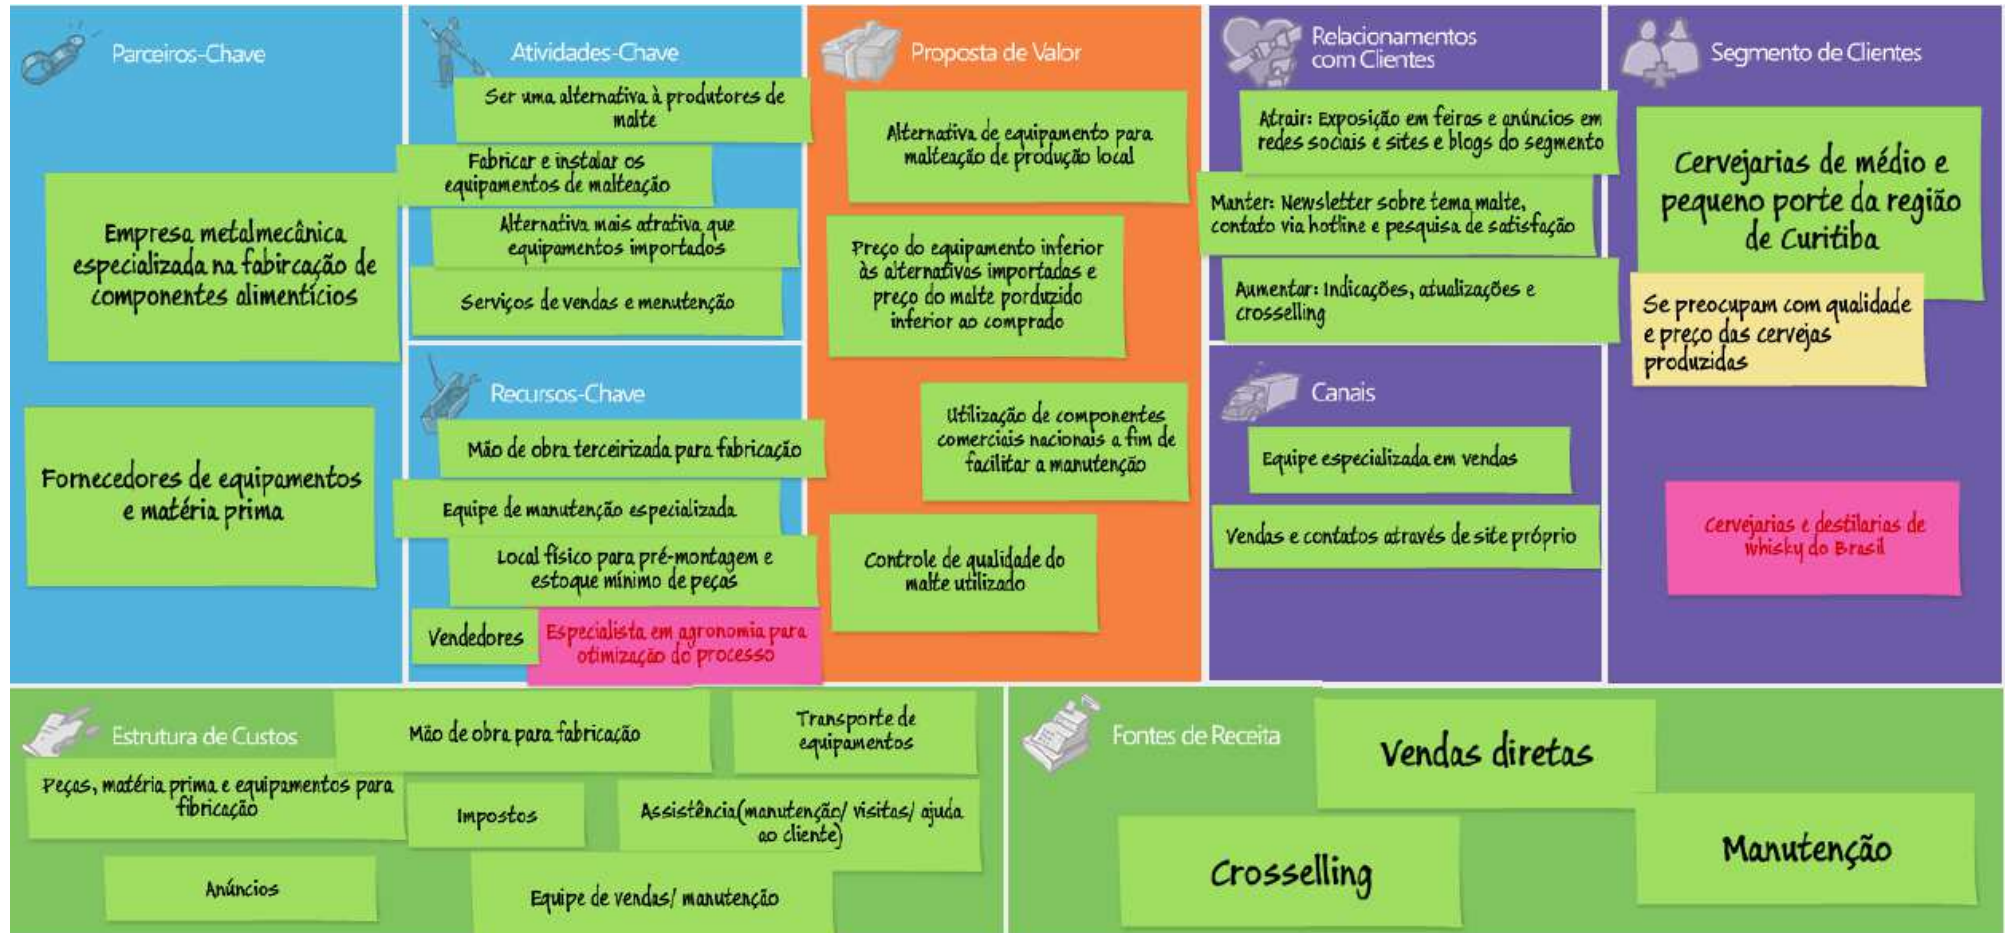 Parceiros-Chave
Empresa metalmecânica
especializada na fabircação de
componentes alimentícios
Fornecedores de equipamentos
e matéria prima
Atividades-Chave
Ser uma alternativa à produtores de
malte
Fabricar e instalar os
equipamentos de malteação
Alternativa mais atrativa que
equipamentos importados
Serviços de vendas e menutenção
Recursos-Chave
Mão de obra terceirizada para fabricação
Equipe de manutenção especializada
Local físico para pré-montagem e
estoque mínimo de peças
Vendedores
Especialista em agronomia para
otimização do processo
Proposta de Valor
Alternativa de equipamento para
malteação de produção local
Preço do equipamento inferior
às alternativas importadas e
preço do malte porduzido
inferior ao comprado
Utilização de componentes
comerciais nacionais a fim de
facilitar a manutenção
Controle de qualidade do
malte utilizado
Relacionamentos
com Clientes
Atrair: Exposição em feiras e anúncios em
redes sociais e sites e blogs do segmento
Manter: Newsletter sobre tema malte,
contato via hotline e pesquisa de satisfação
Aumentar: Indicações, atualizações e
crosselling
Canais
Equipe especializada em vendas
Vendas e contatos através de site próprio
Segmento de Clientes
Cervejarias de médio e
pequeno porte da região
de Curitiba
Se preocupam com qualidade
e preço das cervejas
produzidas
Cervejarias e destilarias de
whisky do Brasil
Estrutura de Custos
Mão de obra para fabricação
Transporte de
equipamentos
Peças, matéria prima e equipamentos para
fibricação
Impostos
Assistência(manutenção/ visitas/ ajuda
ao cliente)
Anúncios
Equipe de vendas/ manutenção
Fontes de Receita
Vendas diretas
Crosselling
Manutenção